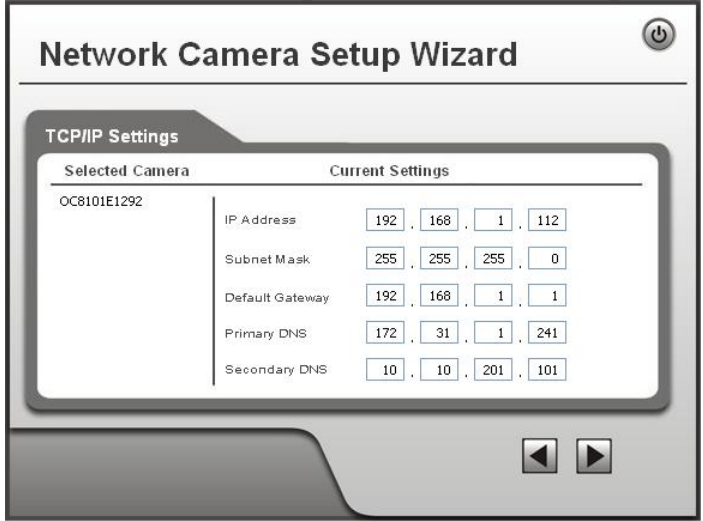 Network Camera Setup Wizard
TCP/IP Settings
Selected Camera Current Settings
OC8101E1292
IP Address 192 . 168 . 1 . 112
Subnet Mask 255 . 255 . 255 . 0
Default Gateway 192 . 168 . 1 . 1
Primary DNS 172 . 31 . 1 . 241
Secondary DNS 10 . 10 . 201 . 101